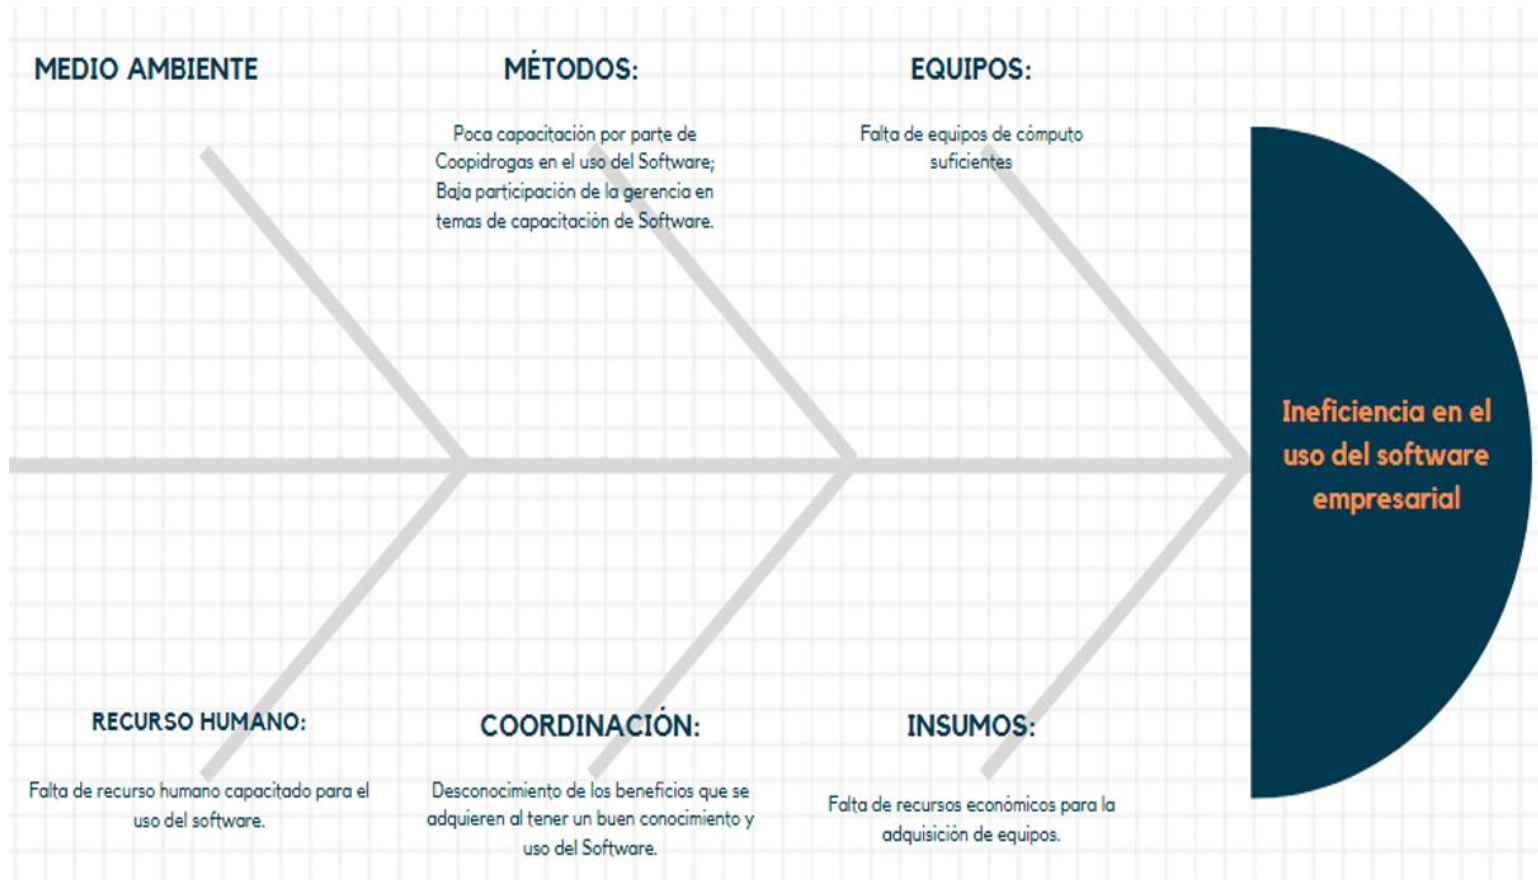 MEDIO AMBIENTE
MÉTODOS:
Poca capacitación por parte de
Coopidrogas en el uso del Software;
Baja participación de la gerencia en
temas de capacitación de Software.
EQUIPOS:
Falta de equipos de cómputo
suficientes
Ineficiencia en el
uso del software
empresarial
RECURSO HUMANO:
Falta de recurso humano capacitado para el
uso del software.
COORDINACIÓN:
Desconocimiento de los beneficios que se
adquieren al tener un buen conocimiento y
uso del Software.
INSUMOS:
Falta de recursos económicos para la
adquisición de equipos.